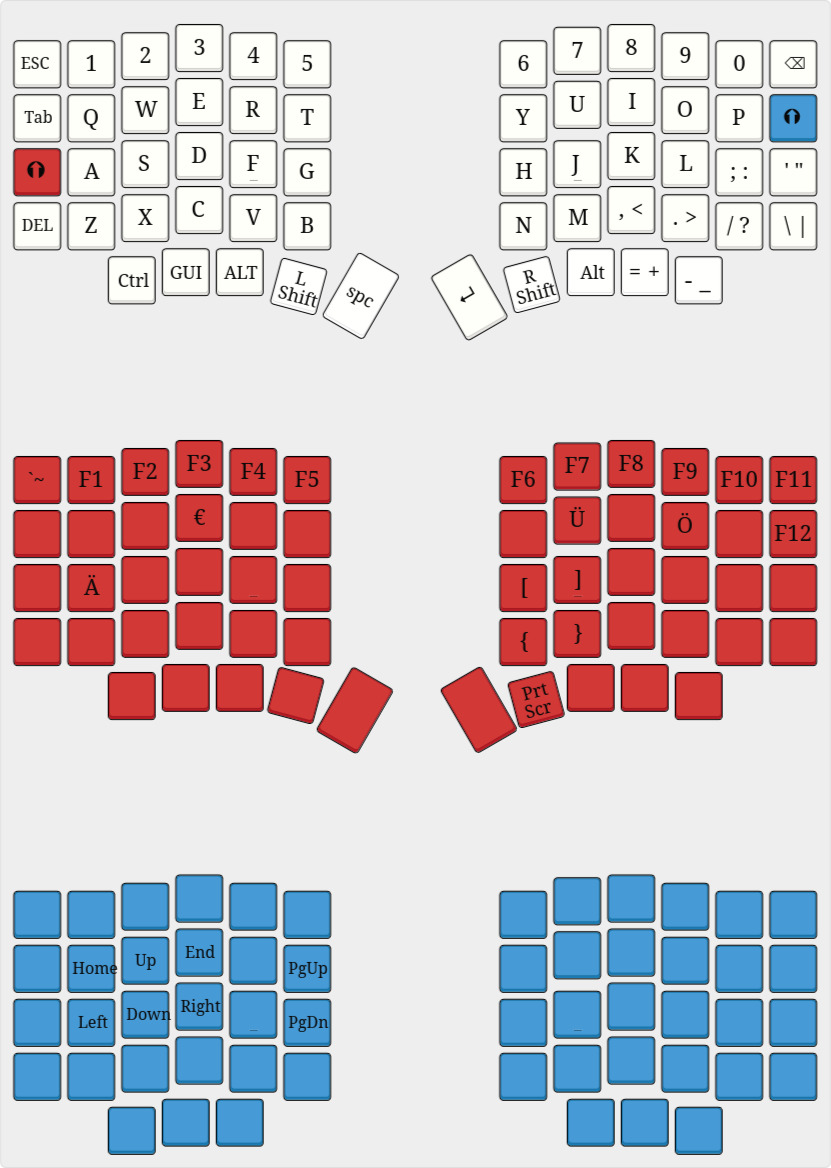 ESC 1 2 3 4 5 6 7 8 9 0 ⌫
Tab Q W E R T Y U I O P
A S D F G H J K L ; : ' "
DEL Z X C V B N M , < . > / ? \ |
Ctrl GUI ALT L Shift spc ↵ R Shift Alt = + - _
` ~ F1 F2 F3 F4 F5 F6 F7 F8 F9 F10 F11
€ Ü Ö F12
Ä _ [ ]
{ }
Prt Scr
Home Up End PgUp
Left Down Right _ PgDn _